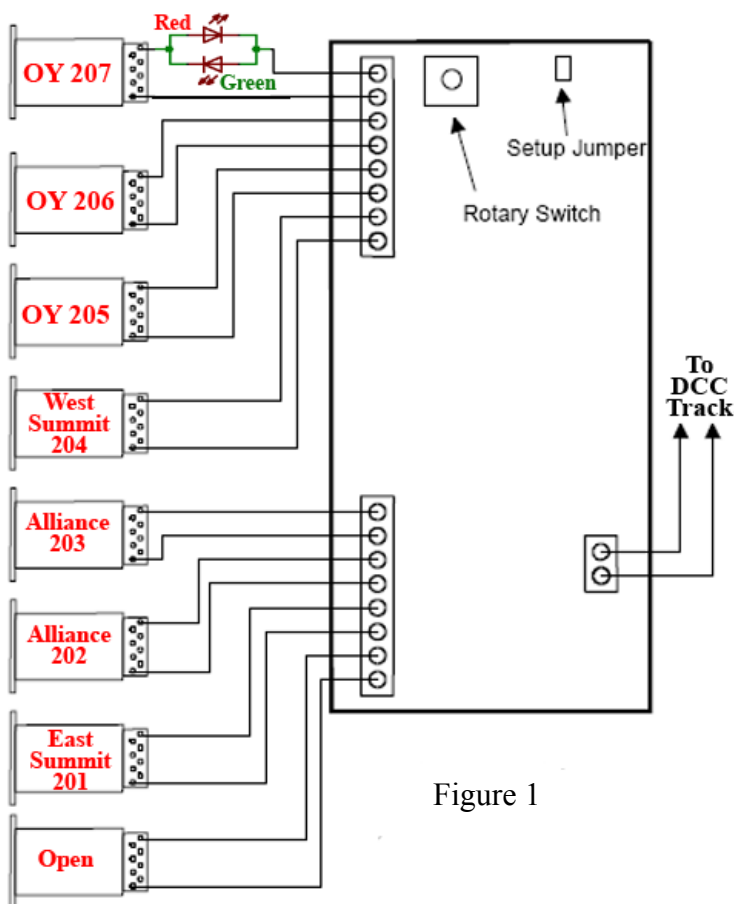 Red
OY 207
Green
Setup Jumper
Rotary Switch
OY 206
OY 205
To
DCC
Track
West
Summit
204
Alliance
203
Alliance
202
East
Summit
201
Figure 1
Open